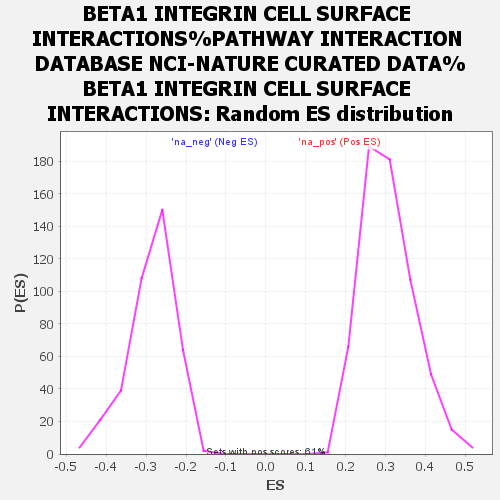 BETA1 INTEGRIN CELL SURFACE
INTERACTIONS%PATHWAY INTERACTION
DATABASE NCI-NATURE CURATED DATA%
BETA1 INTEGRIN CELL SURFACE
INTERACTIONS: Random ES distribution
'na_neg' (Neg ES) 'na_pos' (Pos ES)
180
160
140
120
100
80
60
40
20
0
P(ES)
Sets with pos scores: 61%
-0.5 -0.4 -0.3 -0.2 -0.1 0.0 0.1 0.2 0.3 0.4 0.5
ES